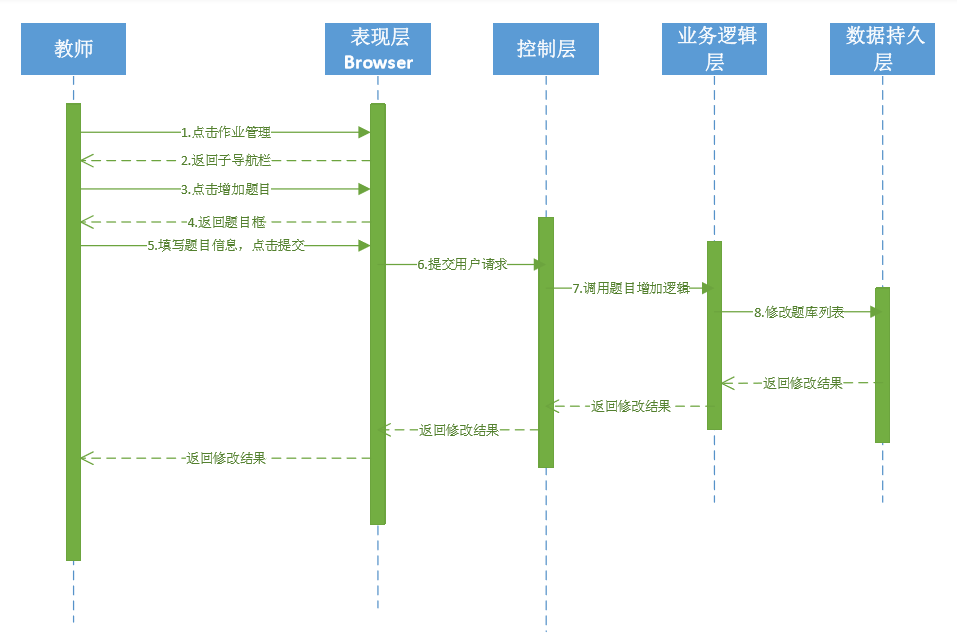 教师
表现层
Browser
控制层
业务逻辑
层
数据持久
层
1.点击作业管理
2.返回子导航栏
3.点击增加题目
4.返回题目框
5.填写题目信息，点击提交
6.提交用户请求
7.调用题目增加逻辑
8.修改题库列表
返回修改结果
返回修改结果
返回修改结果
返回修改结果